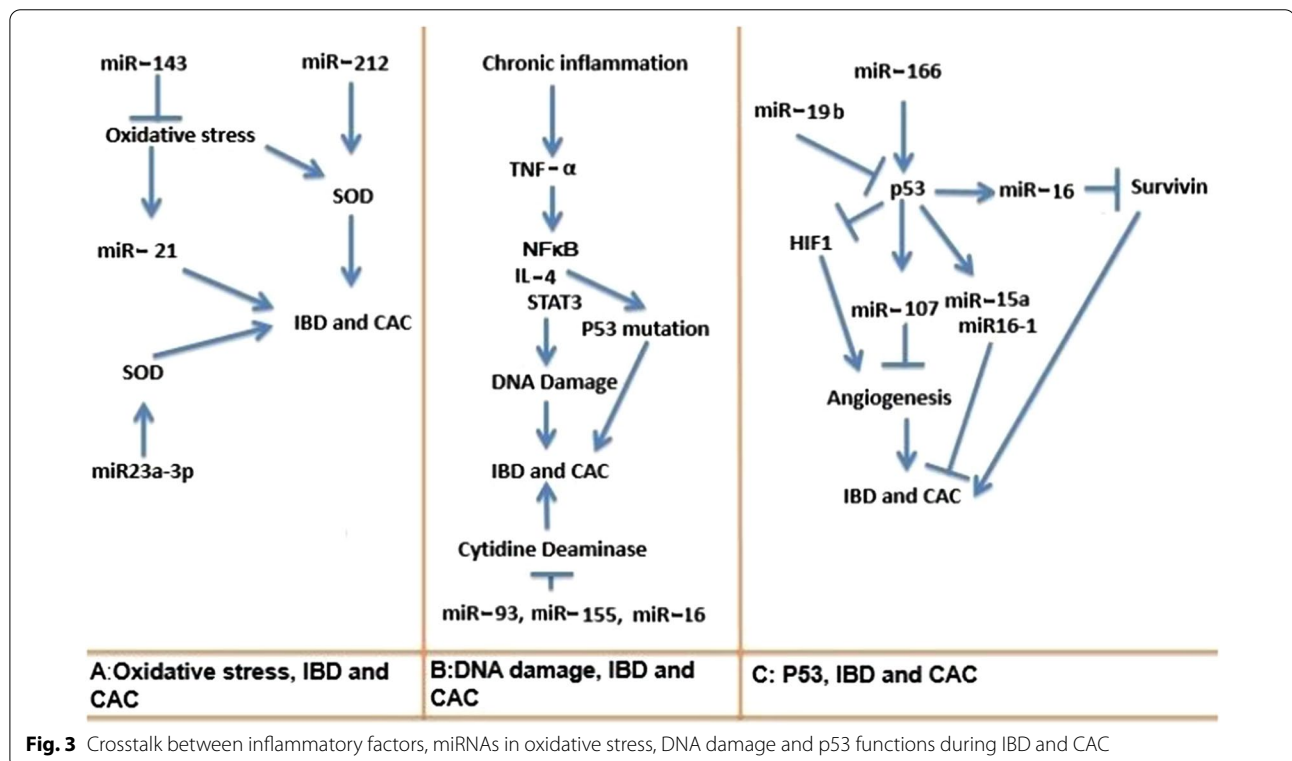 miR-143
miR-212
Oxidative stress
SOD
miR- 21
IBD and CAC
SOD
miR23a-3p
Chronic inflammation
TNF- α
NFκB
IL-4
STAT3
P53 mutation
DNA Damage
IBD and CAC
Cytidine Deaminase
miR-93, miR-155, miR-16
miR-166
miR-19b
p53
miR-16
Survivin
HIF1
miR-107
miR-15a
miR16-1
Angiogenesis
IBD and CAC
A:Oxidative stress, IBD and
CAC
B:DNA damage, IBD and
CAC
C: P53, IBD and CAC
Fig. 3 Crosstalk between inflammatory factors, miRNAs in oxidative stress, DNA damage and p53 functions during IBD and CAC